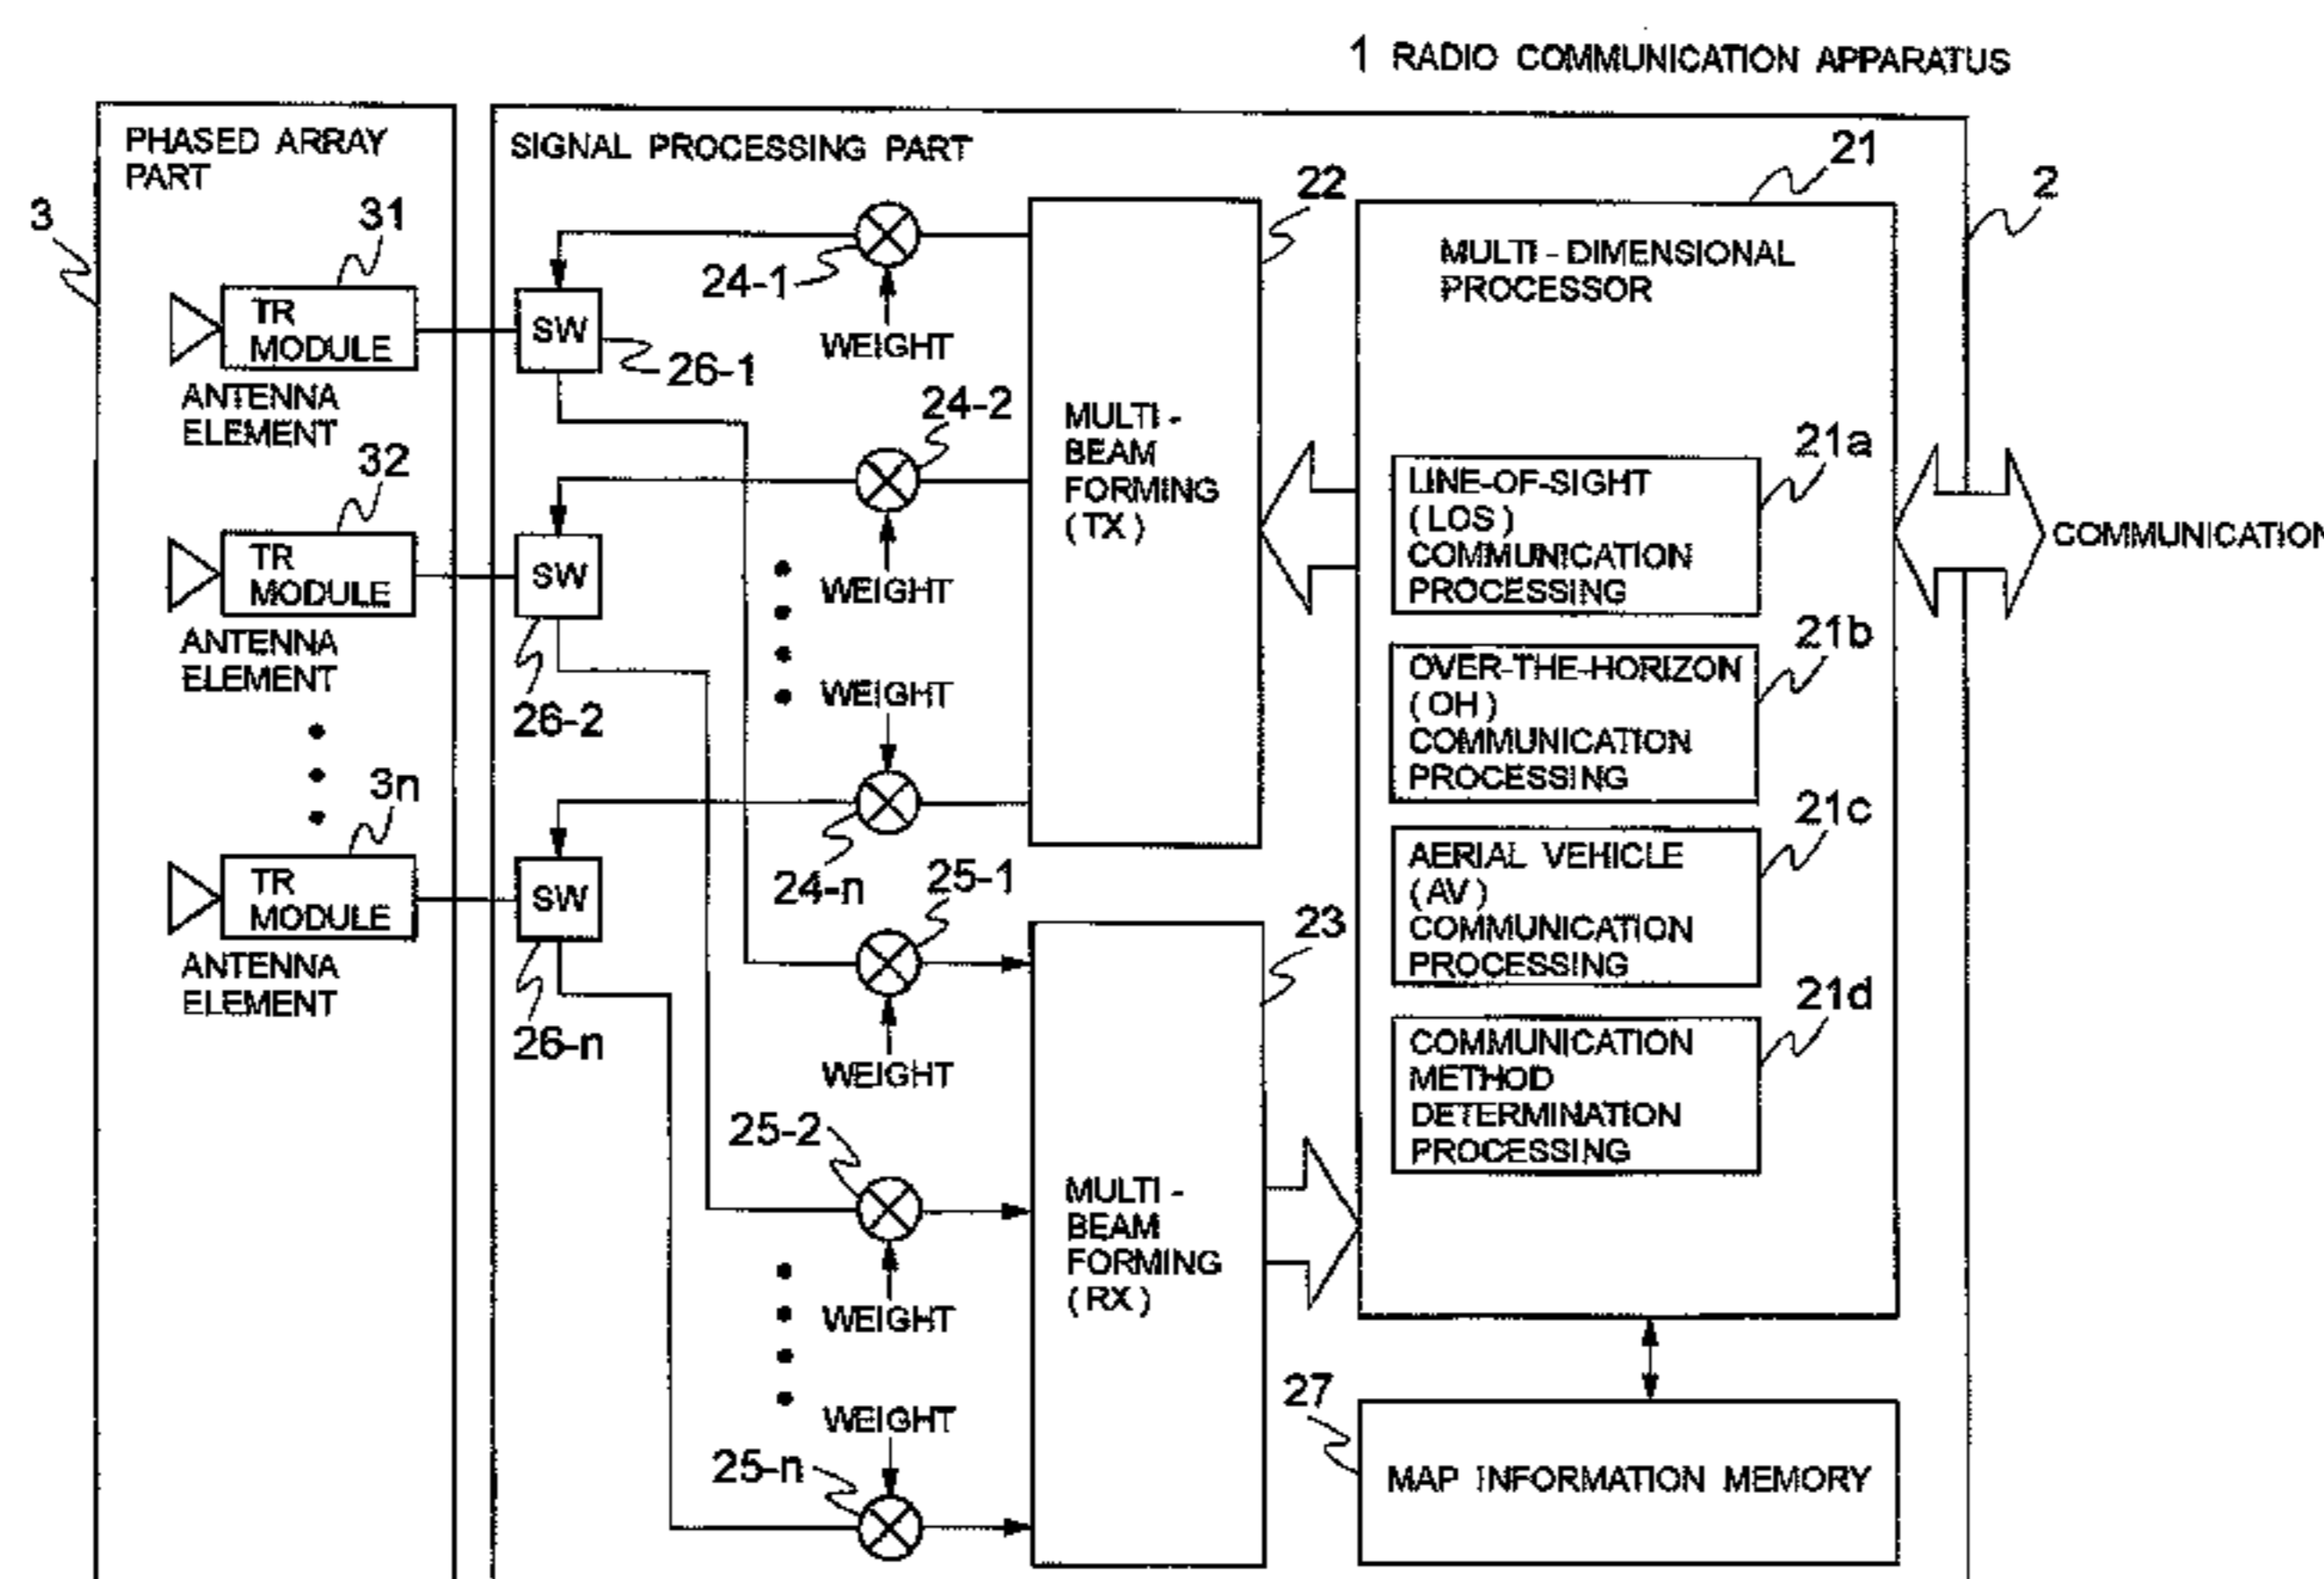 1 RADIO COMMUNICATION APPARATUS
PHASED ARRAY
PART
3
31
TR
MODULE
ANTENNA
ELEMENT
32
TR
MODULE
ANTENNA
ELEMENT
3n
TR
MODULE
ANTENNA
ELEMENT
SIGNAL PROCESSING PART
2
SW
26-1
SW
26-2
SW
26-n
24-1
WEIGHT
24-2
WEIGHT
WEIGHT
24-n
25-1
WEIGHT
25-2
WEIGHT
WEIGHT
25-n
22
MULTI -
BEAM
FORMING
( TX )
23
MULTI -
BEAM
FORMING
( RX )
21
MULTI - DIMENSIONAL
PROCESSOR
21a
LINE-OF-SIGHT
( LOS )
COMMUNICATION
PROCESSING
21b
OVER-THE-HORIZON
( OH )
COMMUNICATION
PROCESSING
21c
AERIAL VEHICLE
( AV )
COMMUNICATION
PROCESSING
21d
COMMUNICATION
METHOD
DETERMINATION
PROCESSING
COMMUNICATION
27
MAP INFORMATION MEMORY